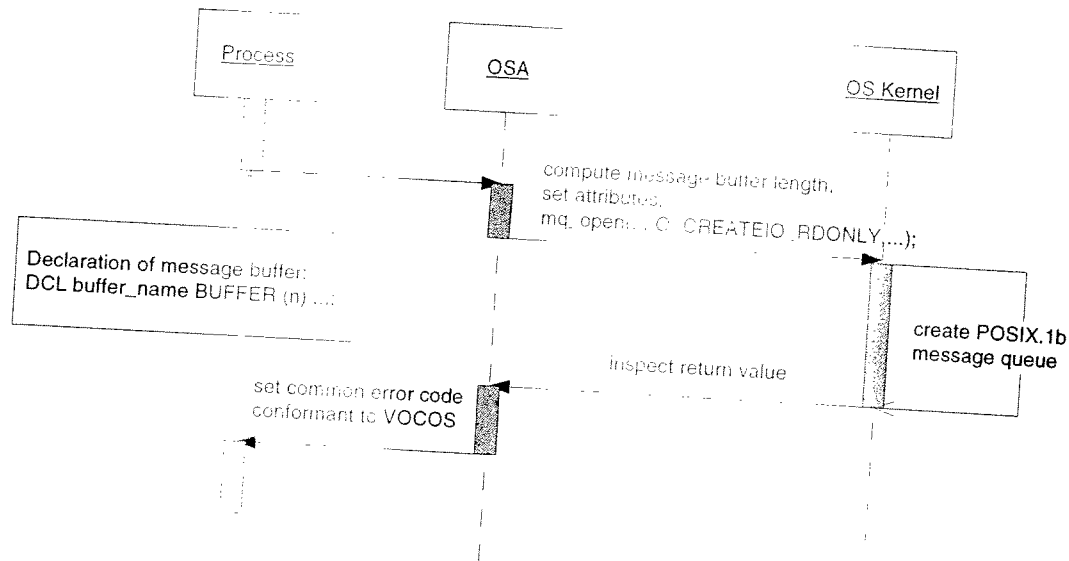 Process
OSA
OS Kernel
compute message buffer length,
set attributes,
mq_open(... O_CREATEIO_RDONLY,...);
Declaration of message buffer:
DCL buffer_name BUFFER (n) ...;
create POSIX.1b
message queue
inspect return value
set common error code
conformant to VOCOS